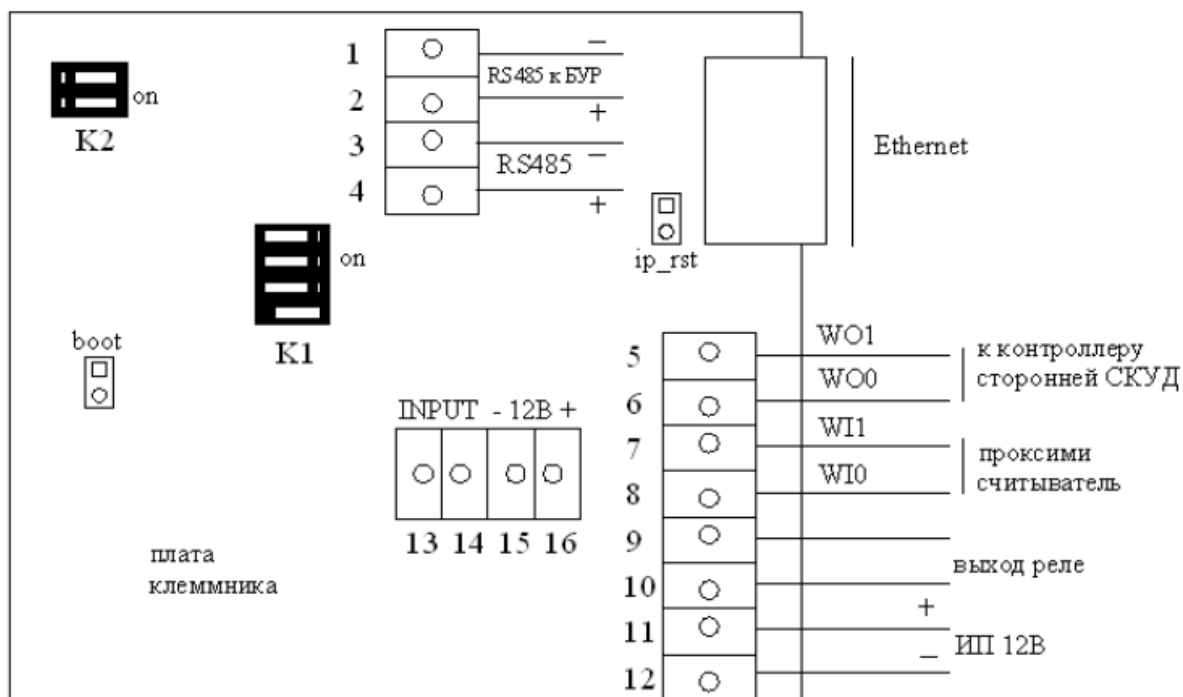 1
–
RS485 к БУР
2
+
3
–
RS485
4
+
on
K2
Ethernet
ip_rst
on
K1
boot
5
WO1
к контроллеру
сторонней СКУД
WO0
6
WI1
7
проксими
считыватель
WI0
8
INPUT - 12В +
13 14 15 16
9
выход реле
10
+
11
ИП 12В
–
12
плата
клеммника